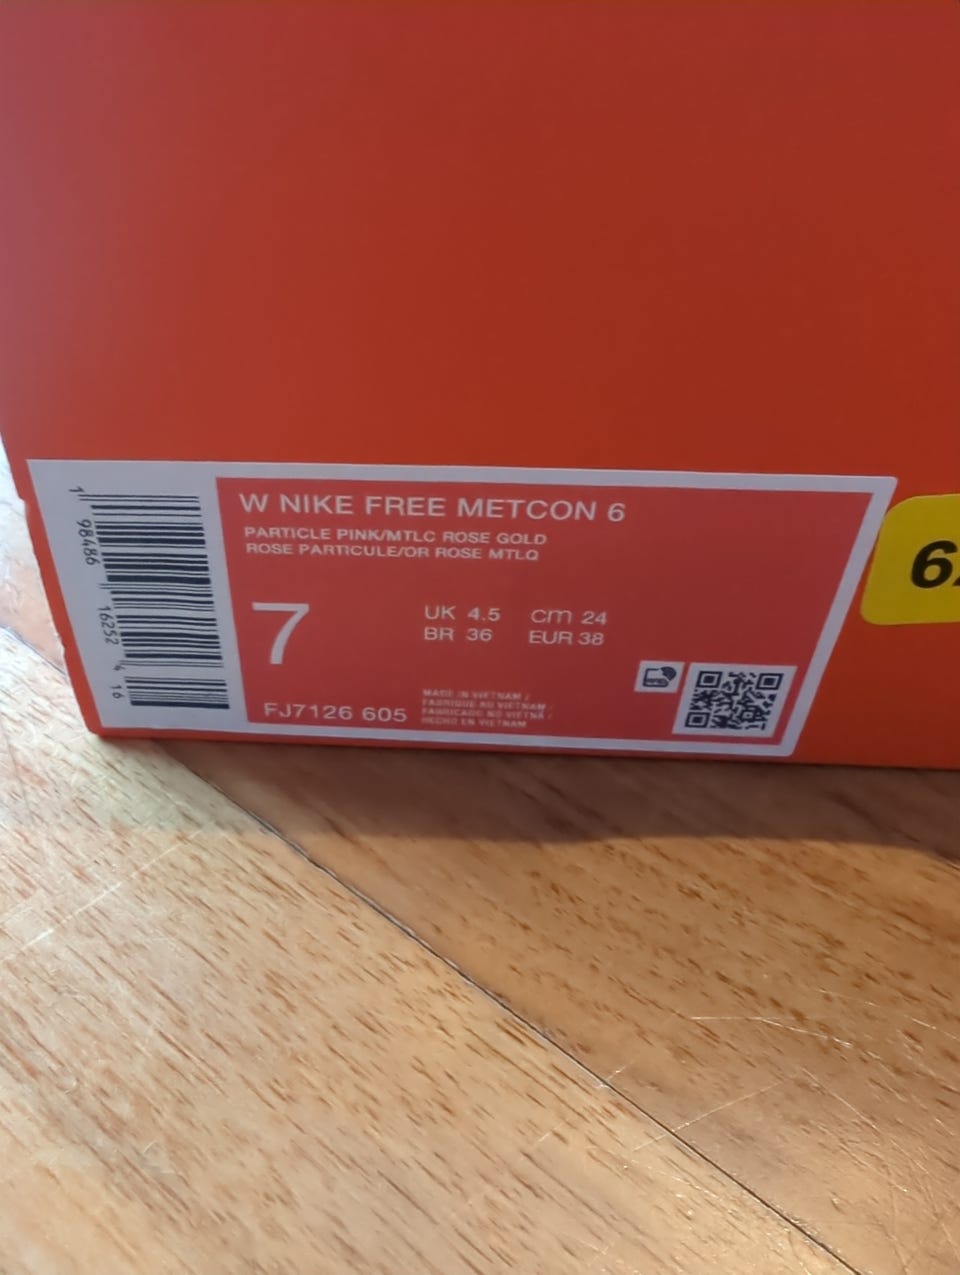 W NIKE FREE METCON 6
PARTICLE PINK/MTLC ROSE GOLD
ROSE PARTICULE/OR ROSE MTLQ
7
UK 4.5 cm 24
BR 36 EUR 38
FJ7126 605
MADE IN VIETNAM /
FABRIQUE AU VIETNAM /
FABRICADO NO VIETNÃ /
HECHO EN VIETNAM
1 98486 16252 4 16